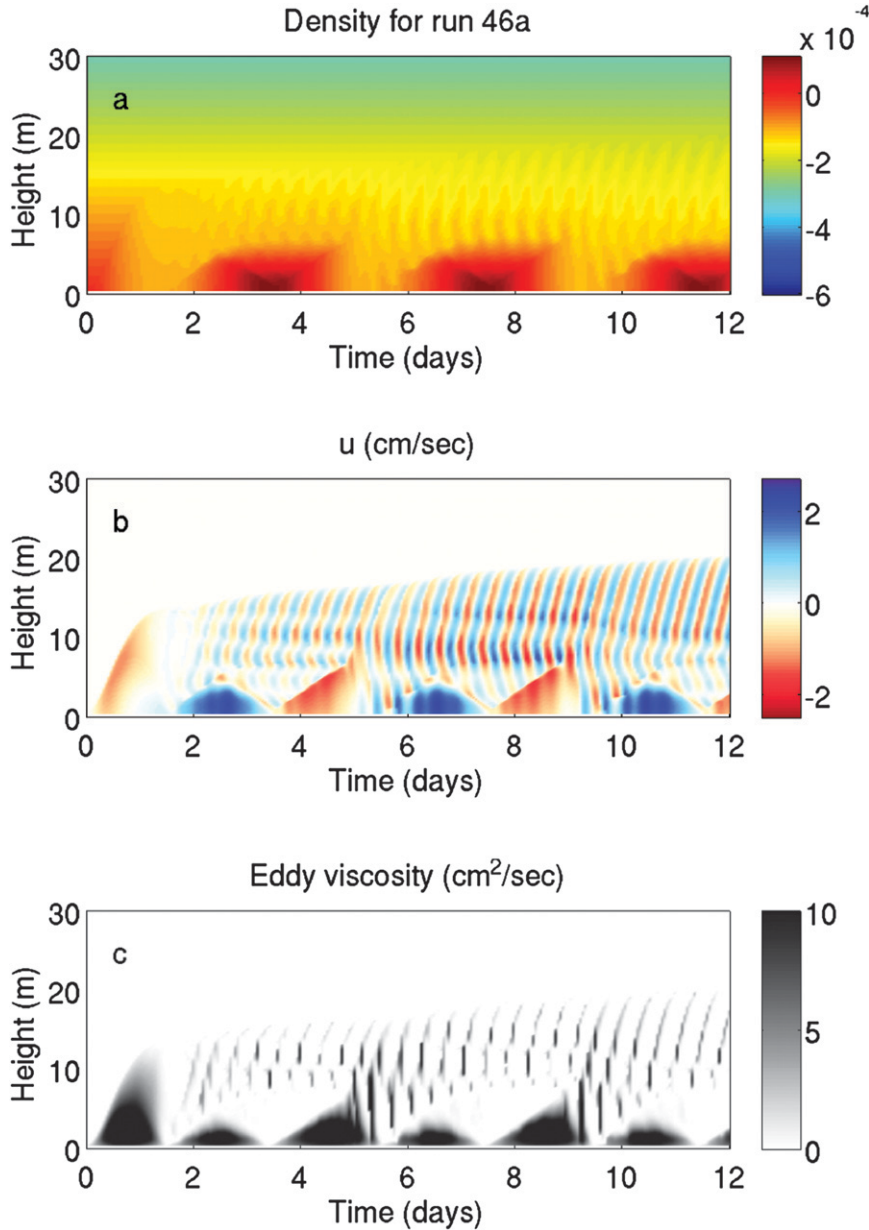 Density for run 46a
x 10-4
30
20
10
0
Height (m)
a
0
-2
-4
-6
0 2 4 6 8 10 12
Time (days)
u (cm/sec)
30
20
10
0
Height (m)
b
2
0
-2
0 2 4 6 8 10 12
Time (days)
Eddy viscosity (cm²/sec)
30
20
10
0
Height (m)
c
10
5
0
0 2 4 6 8 10 12
Time (days)